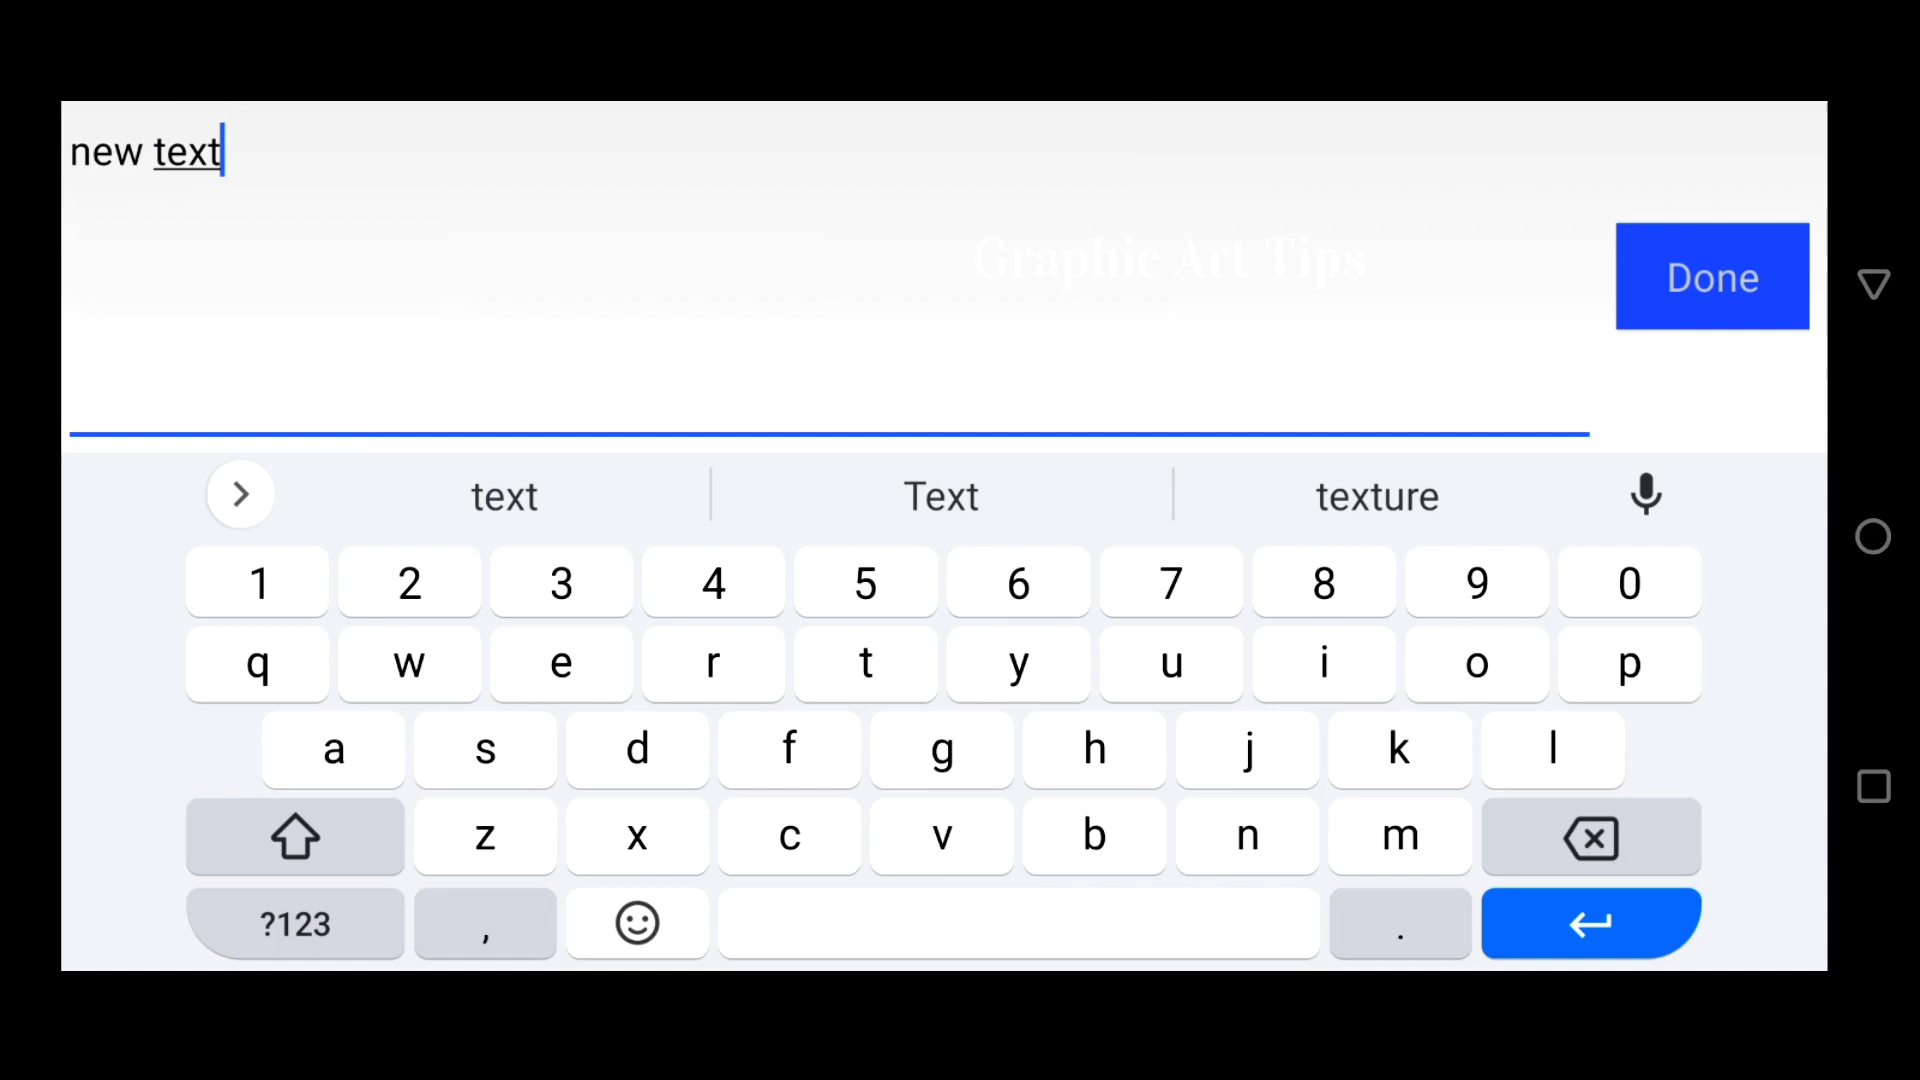 new text
Graphic Art Tips
Done
text Text texture
1 2 3 4 5 6 7 8 9 0
q w e r t y u i o p
a s d f g h j k l
z x c v b n m
?123 , .